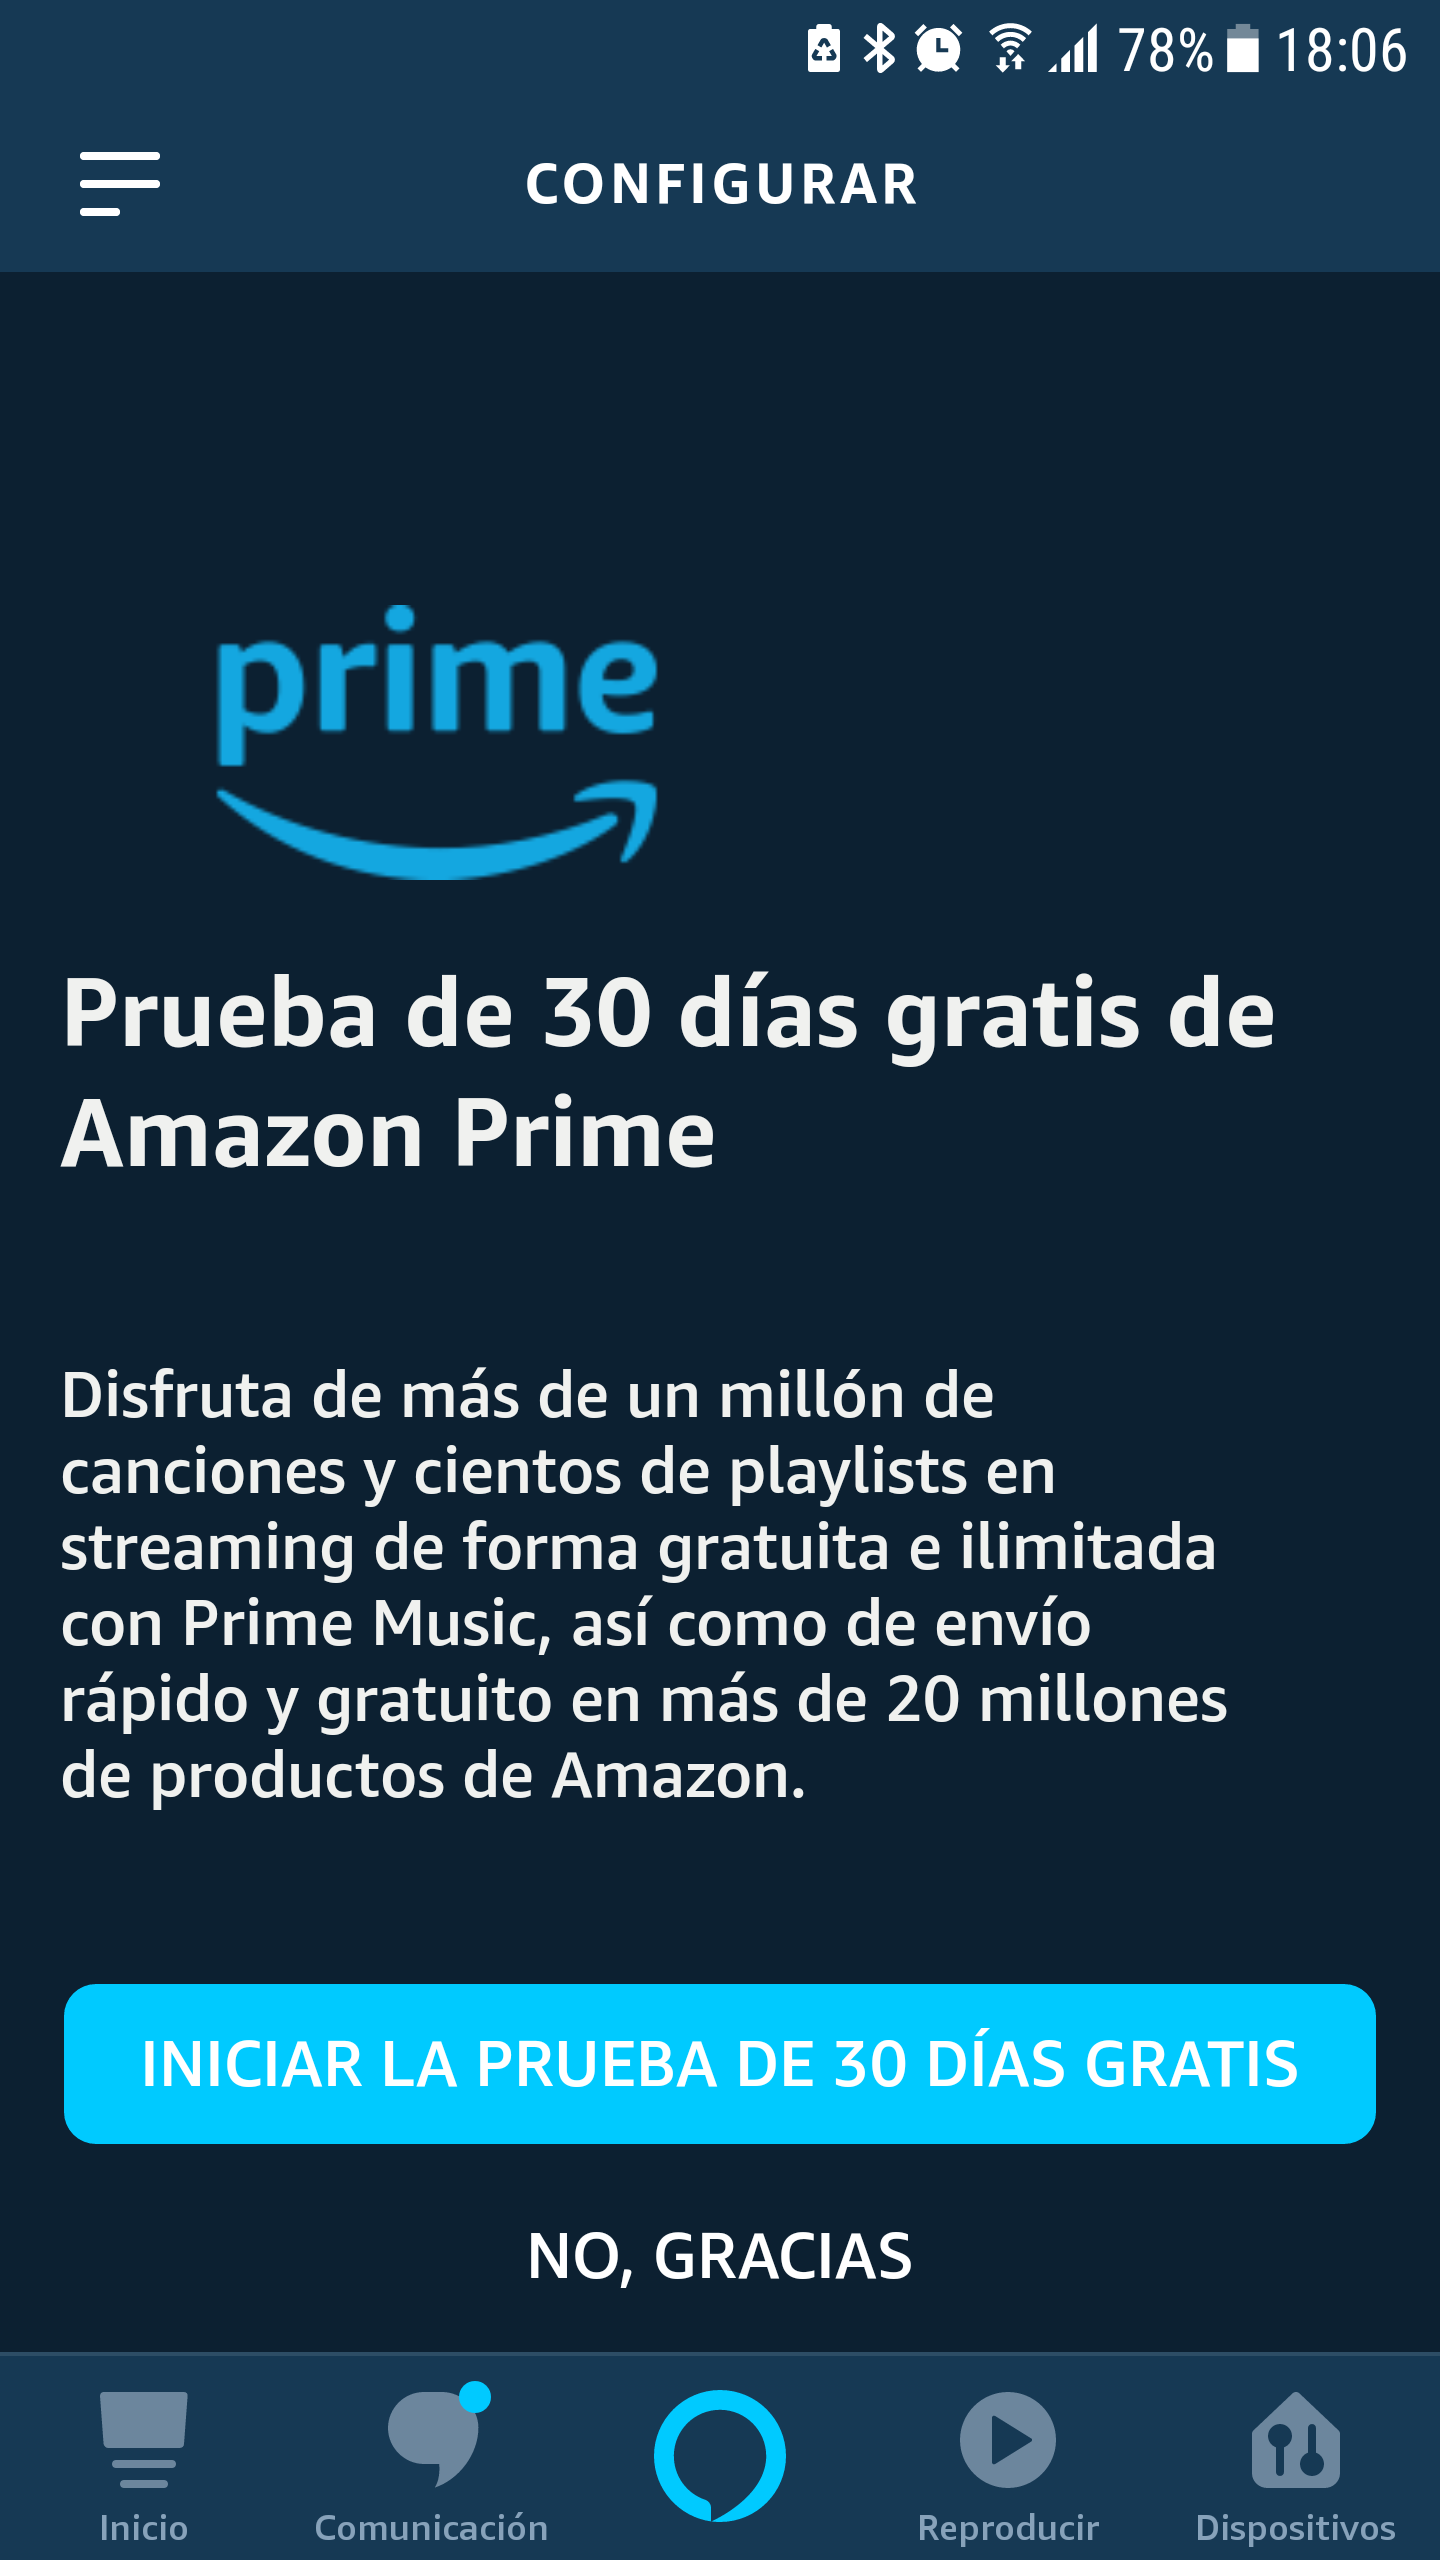 78% 18:06
CONFIGURAR
prime
Prueba de 30 días gratis de
Amazon Prime
Disfruta de más de un millón de
canciones y cientos de playlists en
streaming de forma gratuita e ilimitada
con Prime Music, así como de envío
rápido y gratuito en más de 20 millones
de productos de Amazon.
INICIAR LA PRUEBA DE 30 DÍAS GRATIS
NO, GRACIAS
Inicio Comunicación Reproducir Dispositivos